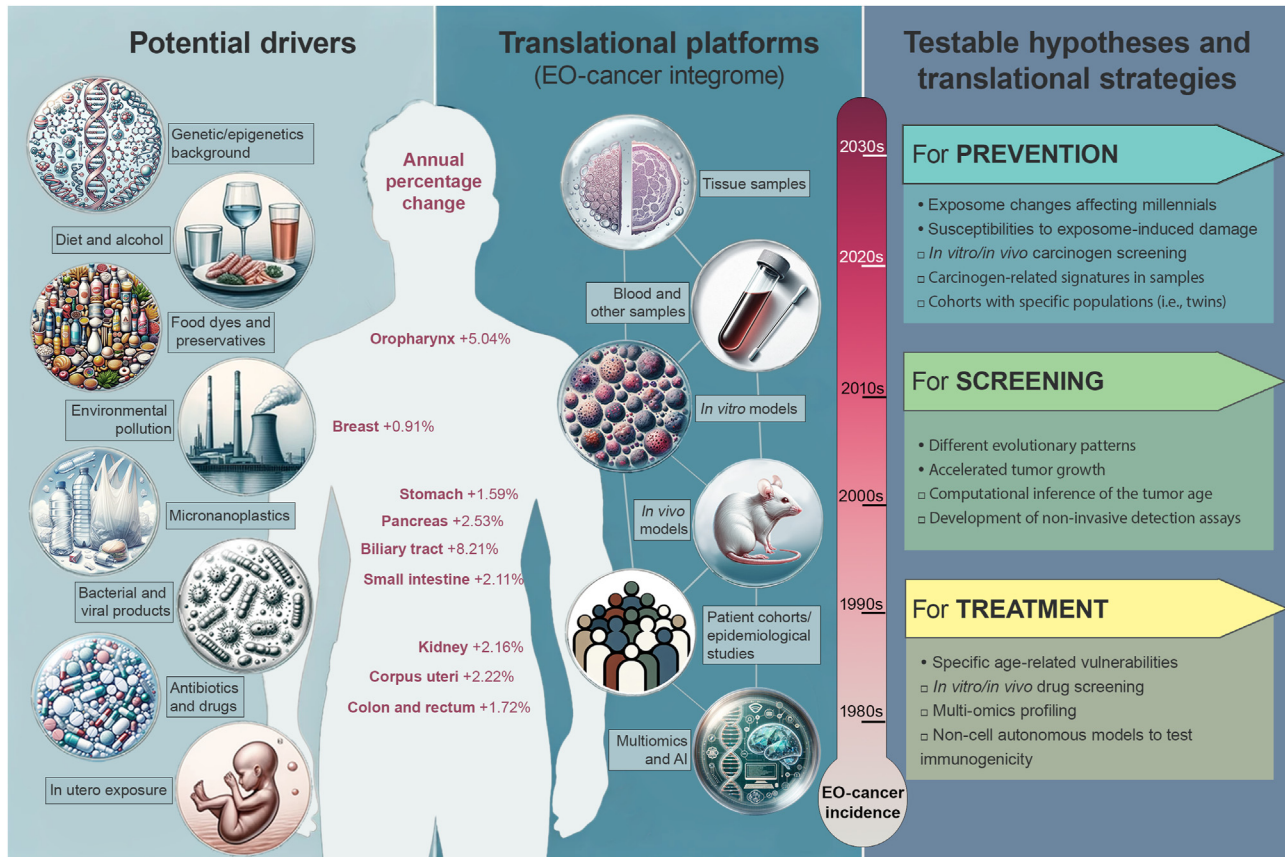 Potential drivers
Genetic/epigenetics
background
Diet and alcohol
Food dyes and
preservatives
Environmental
pollution
Micronanoplastics
Bacterial and
viral products
Antibiotics
and drugs
In utero exposure
Annual
percentage
change
Oropharynx +5.04%
Breast +0.91%
Stomach +1.59%
Pancreas +2.53%
Biliary tract +8.21%
Small intestine +2.11%
Kidney +2.16%
Corpus uteri +2.22%
Colon and rectum +1.72%
Translational platforms
(EO-cancer integrome)
Tissue samples
Blood and
other samples
In vitro models
In vivo
models
Patient cohorts/
epidemiological
studies
Multiomics
and AI
2030s
2020s
2010s
2000s
1990s
1980s
EO-cancer
incidence
Testable hypotheses and
translational strategies
For PREVENTION
• Exposome changes affecting millennials
• Susceptibilities to exposome-induced damage
□ In vitro/in vivo carcinogen screening
□ Carcinogen-related signatures in samples
□ Cohorts with specific populations (i.e., twins)
For SCREENING
• Different evolutionary patterns
• Accelerated tumor growth
□ Computational inference of the tumor age
□ Development of non-invasive detection assays
For TREATMENT
• Specific age-related vulnerabilities
□ In vitro/in vivo drug screening
□ Multi-omics profiling
□ Non-cell autonomous models to test
immunogenicity